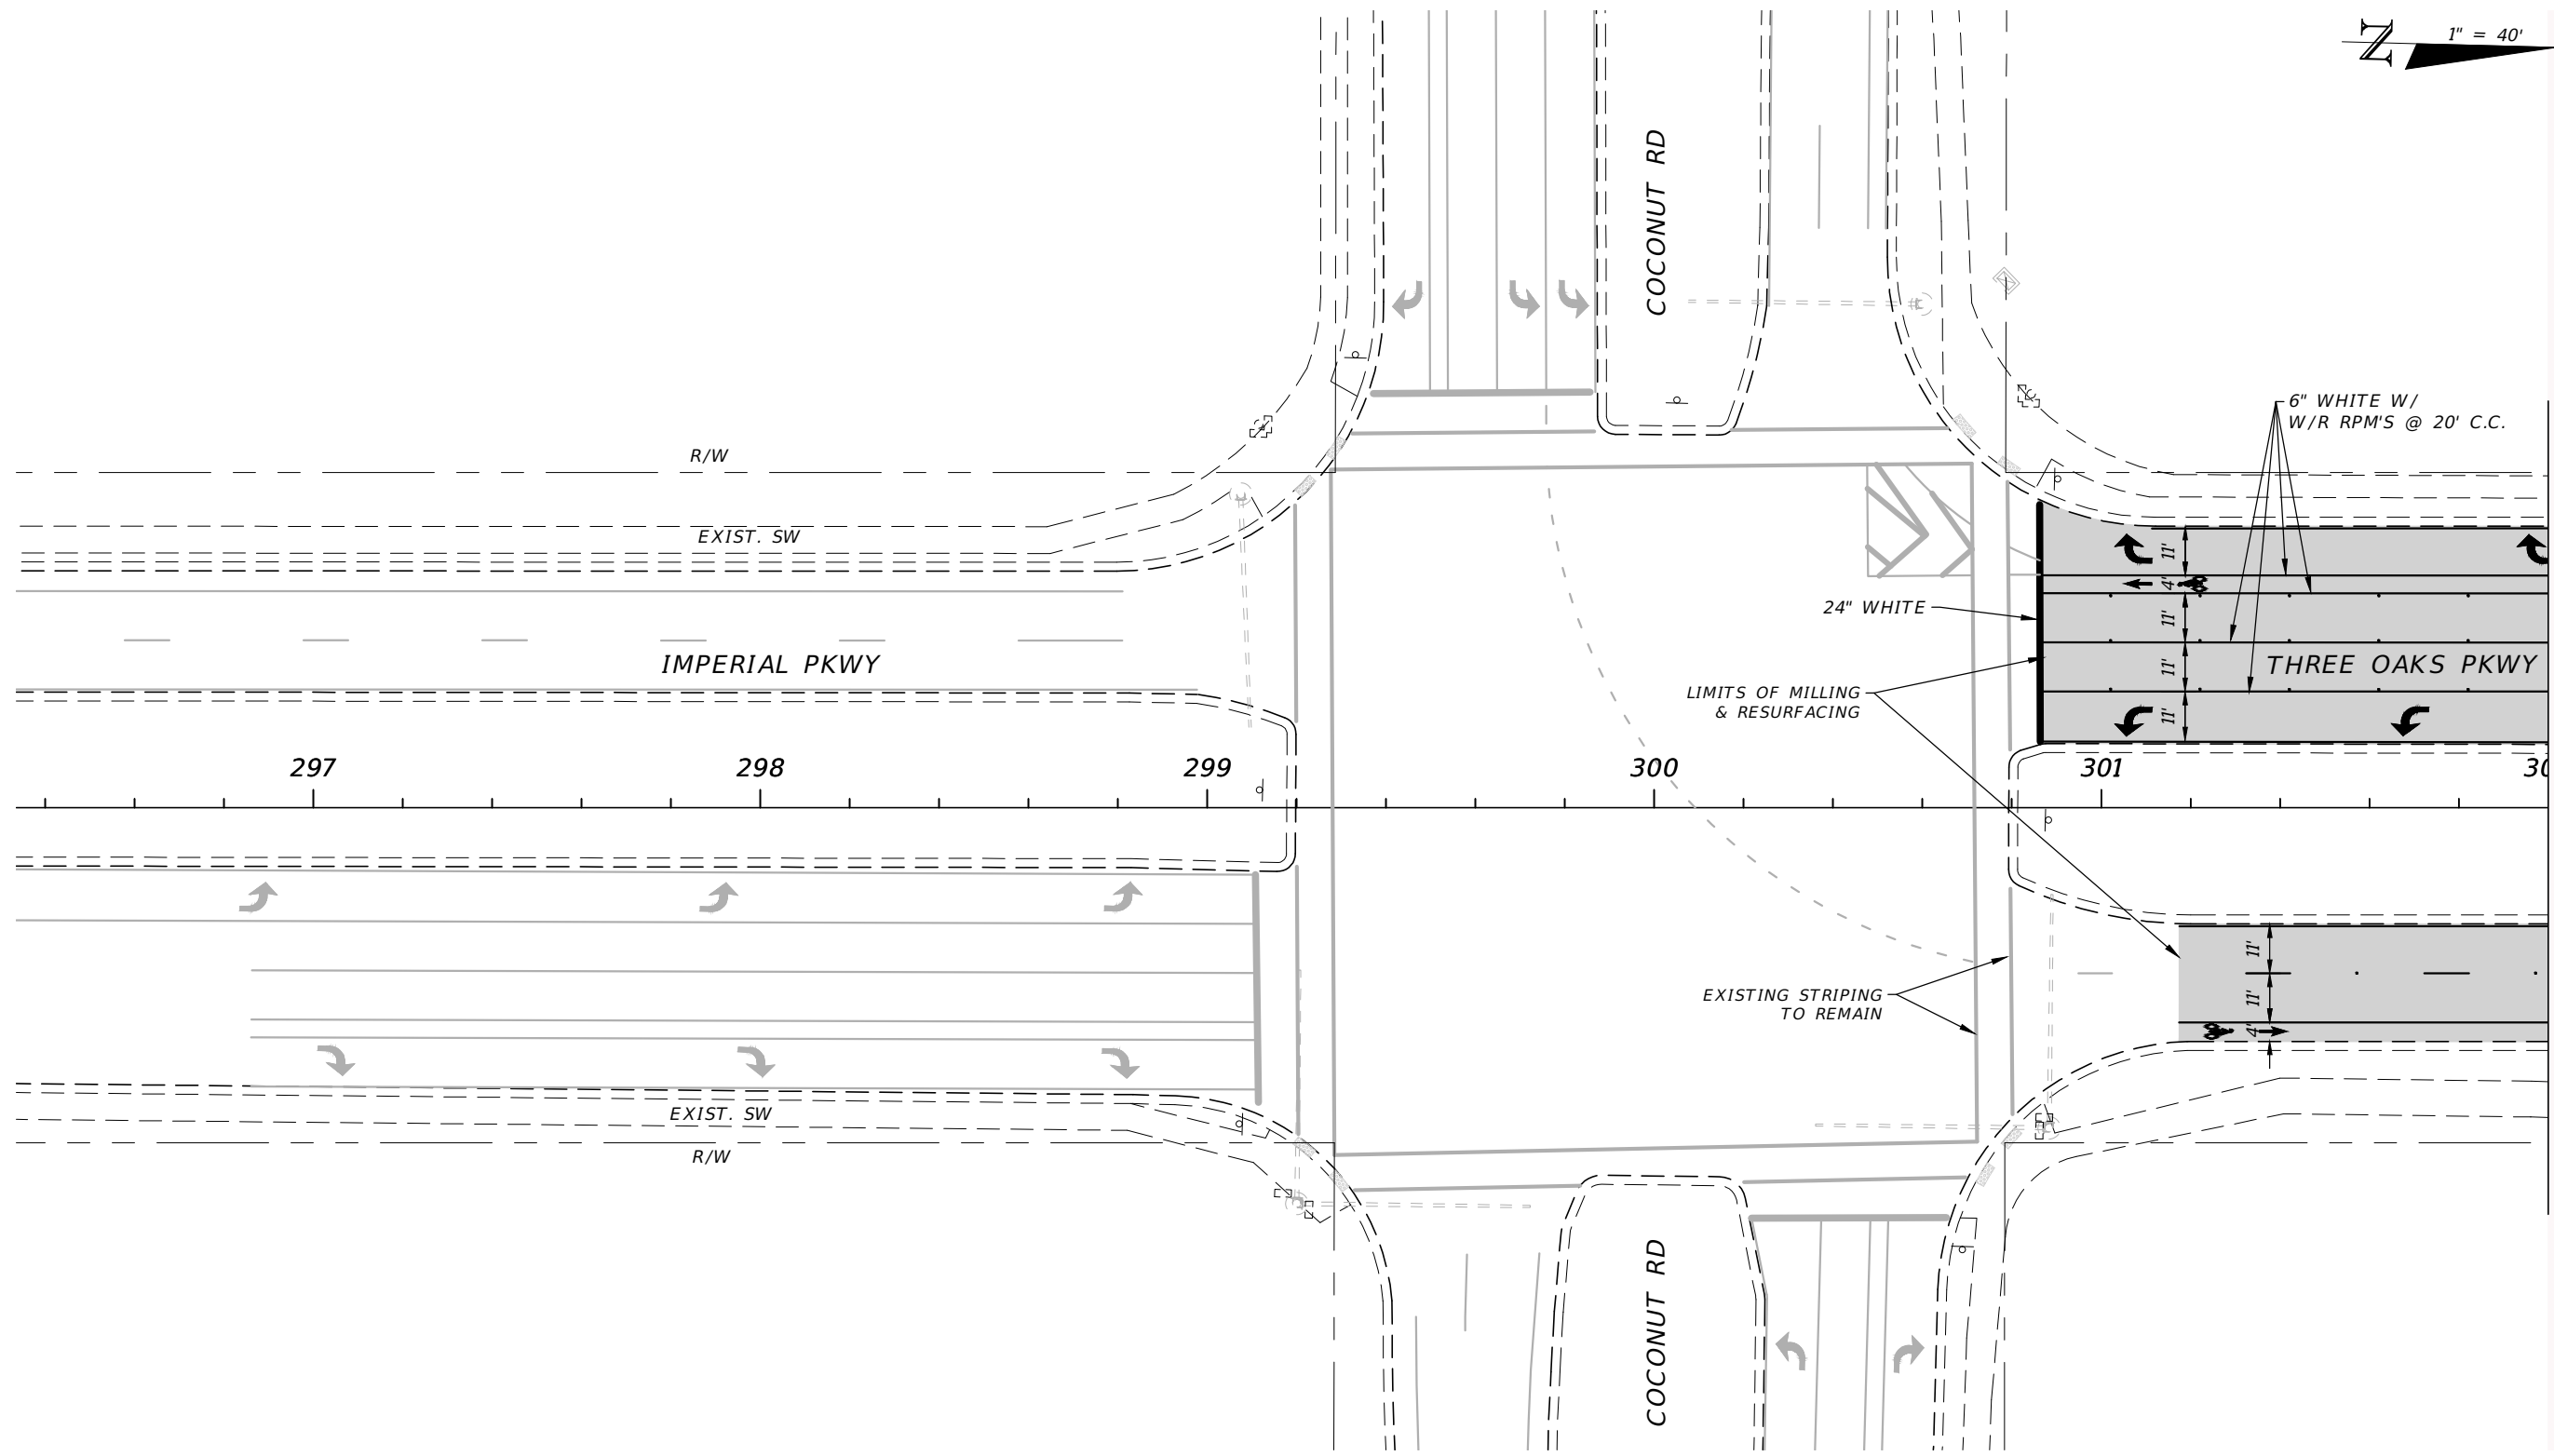 N
1" = 40'
COCONUT RD
6" WHITE W/
W/R RPM'S @ 20' C.C.
R/W
EXIST. SW
11'
4'
11'
11'
11'
24" WHITE
IMPERIAL PKWY
THREE OAKS PKWY
LIMITS OF MILLING
& RESURFACING
297
298
299
300
301
30
11'
11'
4'
EXISTING STRIPING
TO REMAIN
EXIST. SW
R/W
COCONUT RD